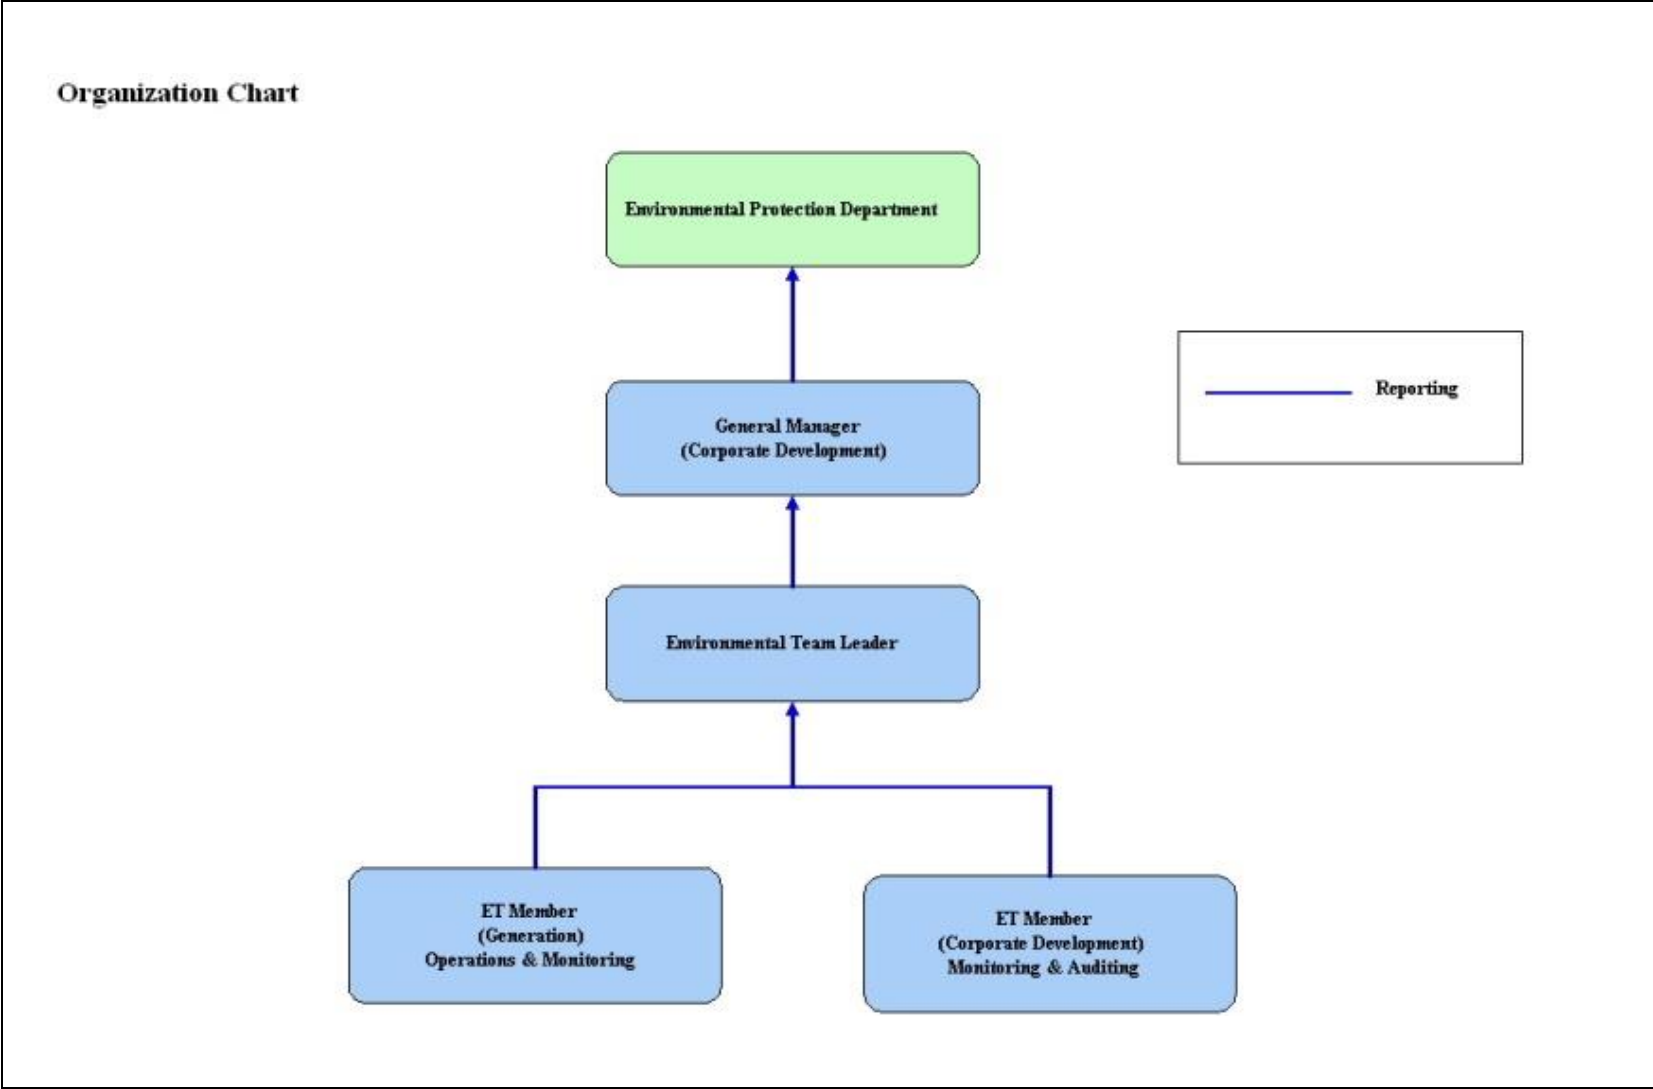 Organization Chart
Environmental Protection Department
General Manager
(Corporate Development)
Reporting
Environmental Team Leader
ET Member
(Generation)
Operations & Monitoring
ET Member
(Corporate Development)
Monitoring & Auditing